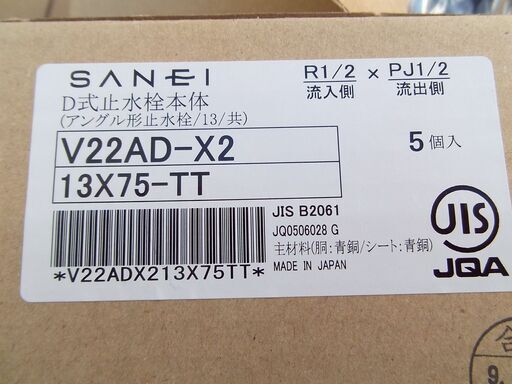 SANEI
R1/2 × PJ1/2
流入側 流出側
D式止水栓本体
(アングル形止水栓/13/共)
V22AD-X2
5個入
13X75-TT
JIS B2061
JQ0506028 G
主材料(胴:青銅/シート:青銅)
MADE IN JAPAN
*V22ADX213X75TT*
JIS
JQA
合
9.